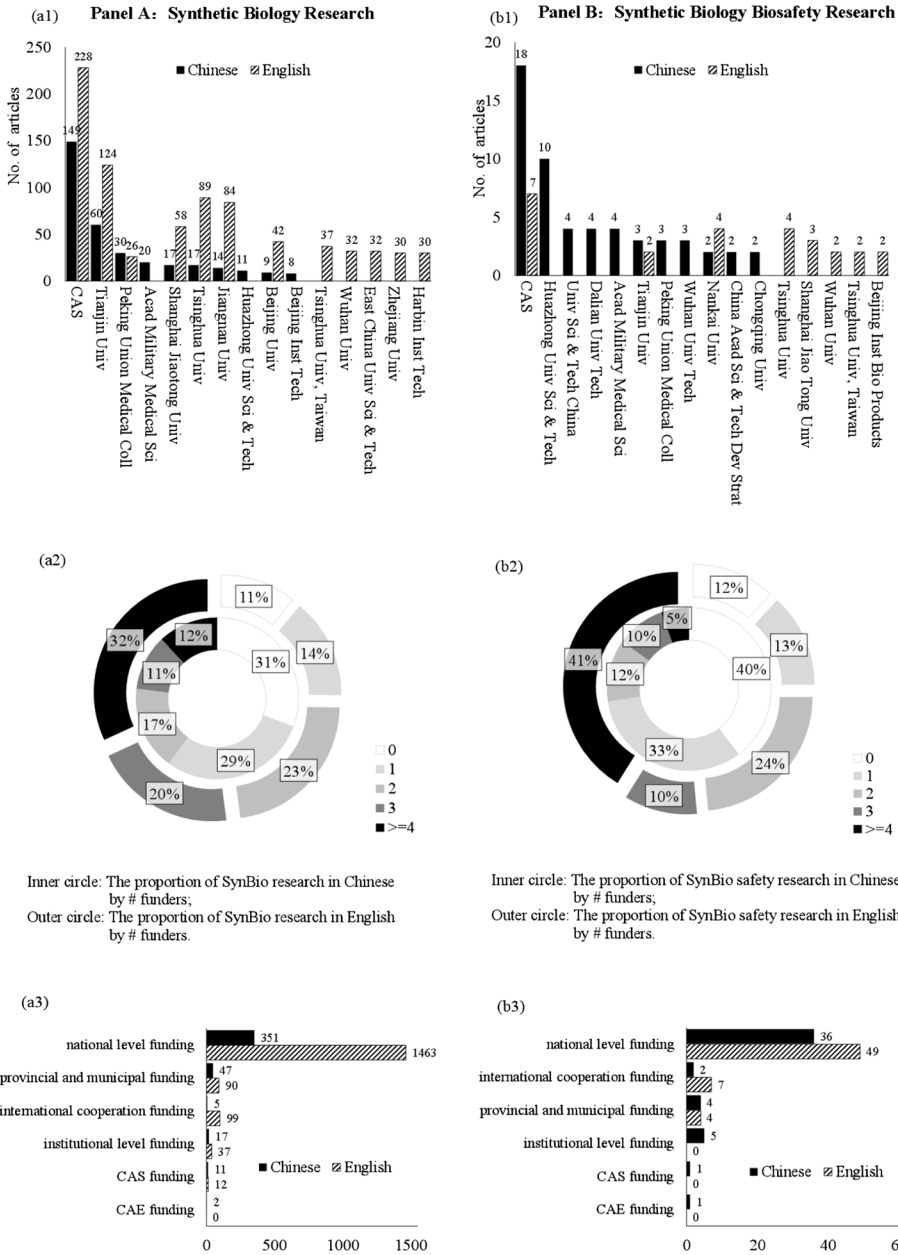 (a1)
Panel A：Synthetic Biology Research
No. of articles
250
200
150
100
50
0
Chinese
English
149
228
60
124
30
26
20
17
58
17
89
14
84
11
9
42
8
37
32
32
30
30
CAS
Tianjin Univ
Peking Union Medical Coll
Acad Military Medical Sci
Shanghai Jiaotong Univ
Tsinghua Univ
Jiangnan Univ
Huazhong Univ Sci & Tech
Beijing Univ
Beijing Inst Tech
Tsinghua Univ, Taiwan
Wuhan Univ
East China Univ Sci & Tech
Zhejiang Univ
Harbin Inst Tech
(b1)
Panel B：Synthetic Biology Biosafety Research
No. of articles
20
15
10
5
0
Chinese
English
18
7
10
4
4
4
3
2
3
3
2
4
2
2
4
3
2
2
2
CAS
Huazhong Univ Sci & Tech
Univ Sci & Tech China
Dalian Univ Tech
Acad Military Medical Sci
Tianjin Univ
Peking Union Medical Coll
Wuhan Univ Tech
Nankai Univ
China Acad Sci & Tech Dev Strat
Chongqing Univ
Tsinghua Univ
Shanghai Jiao Tong Univ
Wuhan Univ
Tsinghua Univ, Taiwan
Beijing Inst Bio Products
(a2)
11%
32%
12%
14%
31%
11%
17%
29%
23%
20%
0
1
2
3
>=4
Inner circle: The proportion of SynBio research in Chinese
by # funders;
Outer circle: The proportion of SynBio research in English
by # funders.
(b2)
12%
5%
10%
13%
41%
40%
12%
33%
24%
10%
0
1
2
3
>=4
Inner circle: The proportion of SynBio safety research in Chinese
by # funders;
Outer circle: The proportion of SynBio safety research in English
by # funders.
(a3)
national level funding
351
1463
provincial and municipal funding
47
90
international cooperation funding
5
99
institutional level funding
17
37
CAS funding
11
12
CAE funding
2
0
Chinese
English
0
500
1000
1500
(b3)
national level funding
36
49
international cooperation funding
2
7
provincial and municipal funding
4
4
institutional level funding
5
0
CAS funding
1
0
CAE funding
1
0
Chinese
English
0
20
40